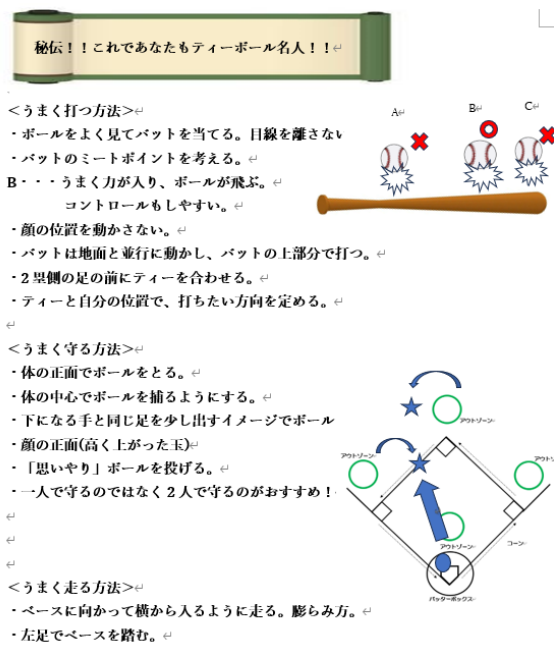 秘伝！！これであなたもティーボール名人！！
＜うまく打つ方法＞
・ボールをよく見てバットを当てる。目線を離さない
・バットのミートポイントを考える。
B・・・うまく力が入り、ボールが飛ぶ。
コントロールもしやすい。
・顔の位置を動かさない。
・バットは地面と並行に動かし、バットの上部分で打つ。
・2塁側の足の前にティーを合わせる。
・ティーと自分の位置で、打ちたい方向を定める。
A
B
C
＜うまく守る方法＞
・体の正面でボールをとる。
・体の中心でボールを捕るようにする。
・下になる手と同じ足を少し出すイメージでボール
・顔の正面(高く上がった玉)
・「思いやり」ボールを投げる。
・一人で守るのではなく２人で守るのがおすすめ！
アウトゾーン
アウトゾーン
アウトゾ
アウトゾーン
コーン
バッターボックス
＜うまく走る方法＞
・ベースに向かって横から入るように走る。膨らみ方。
・左足でベースを踏む。